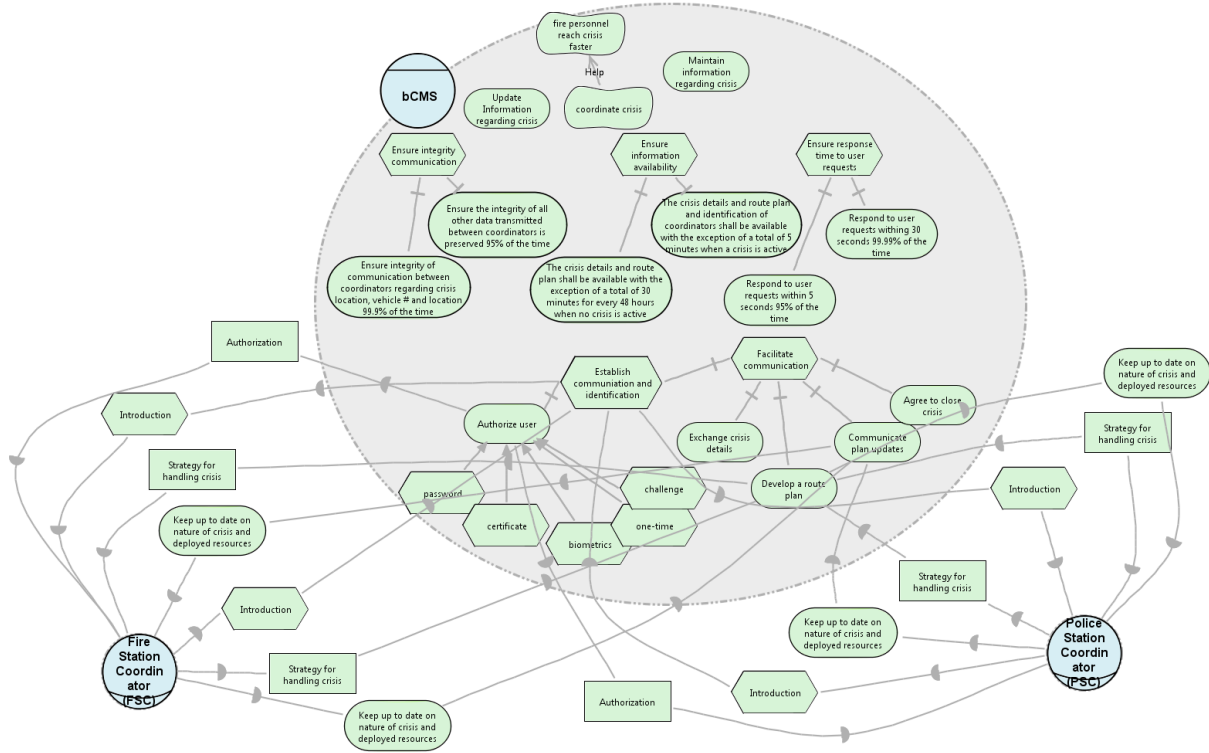 fire personnel
reach crisis
faster
Help
Maintain
information
regarding crisis
bCMS
Update
Information
regarding crisis
coordinate crisis
Ensure integrity
communication
Ensure
information
availability
Ensure response
time to user
requests
Ensure the integrity of all
other data transmitted
between coordinators is
preserved 95% of the time
The crisis details and route plan
and identification of
coordinators shall be available
with the exception of a total of 5
minutes when a crisis is active
Respond to user
requests withing 30
seconds 99.99% of the
time
Ensure integrity of
communication between
coordinators regarding crisis
location, vehicle # and location
99.9% of the time
The crisis details and route
plan shall be available with the
exception of a total of 30
minutes for every 48 hours
when no crisis is active
Respond to user
requests within 5
seconds 95% of the
time
Authorization
Establish
communiation and
identification
Facilitate
communication
Keep up to date on
nature of crisis and
deployed resources
Introduction
Authorize user
Agree to close
crisis
Exchange crisis
details
Communicate
plan updates
Strategy for
handling crisis
Strategy for
handling crisis
password
challenge
Develop a route
plan
Introduction
Keep up to date on
nature of crisis and
deployed resources
certificate
one-time
biometrics
Strategy for
handling crisis
Introduction
Keep up to date on
nature of crisis and
deployed resources
Fire
Station
Coordin
ator
(FSC)
Police
Station
Coordin
ator
(PSC)
Strategy for
handling crisis
Introduction
Authorization
Keep up to date on
nature of crisis and
deployed resources